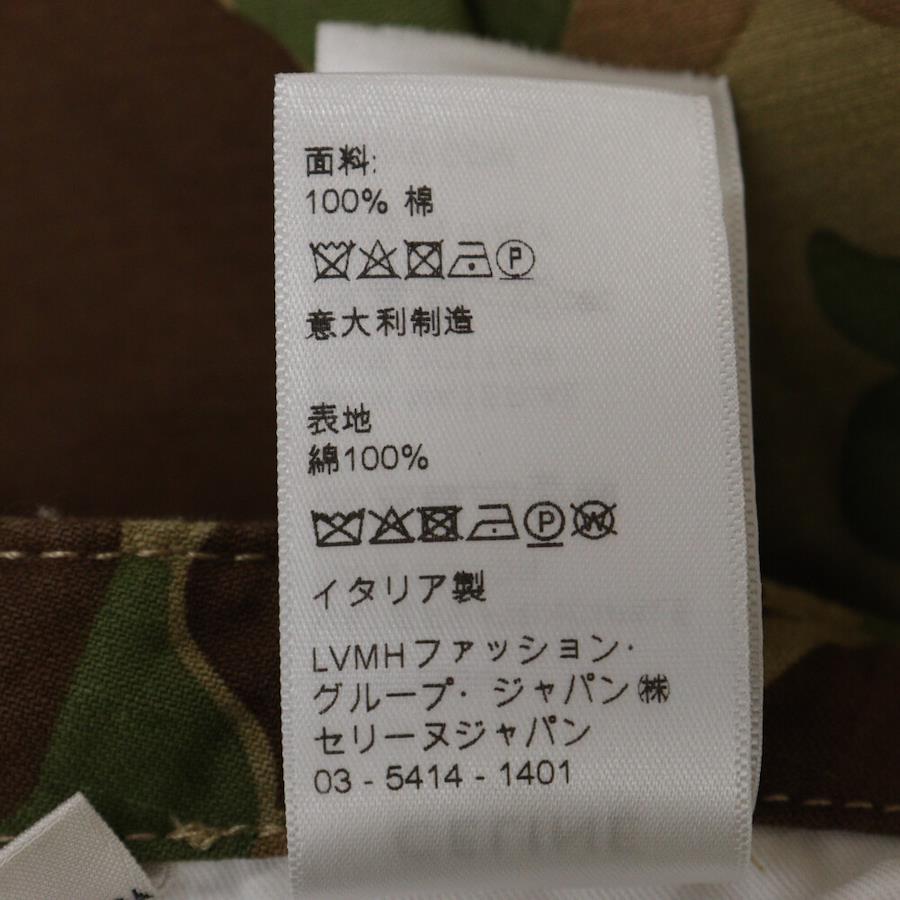 面料:
100% 棉
P
意大利制造
表地
綿100%
P W
イタリア製
LVMHファッション·
グループ· ジャパン㈱
セリーヌジャパン
03 - 5414 - 1401
CELINE